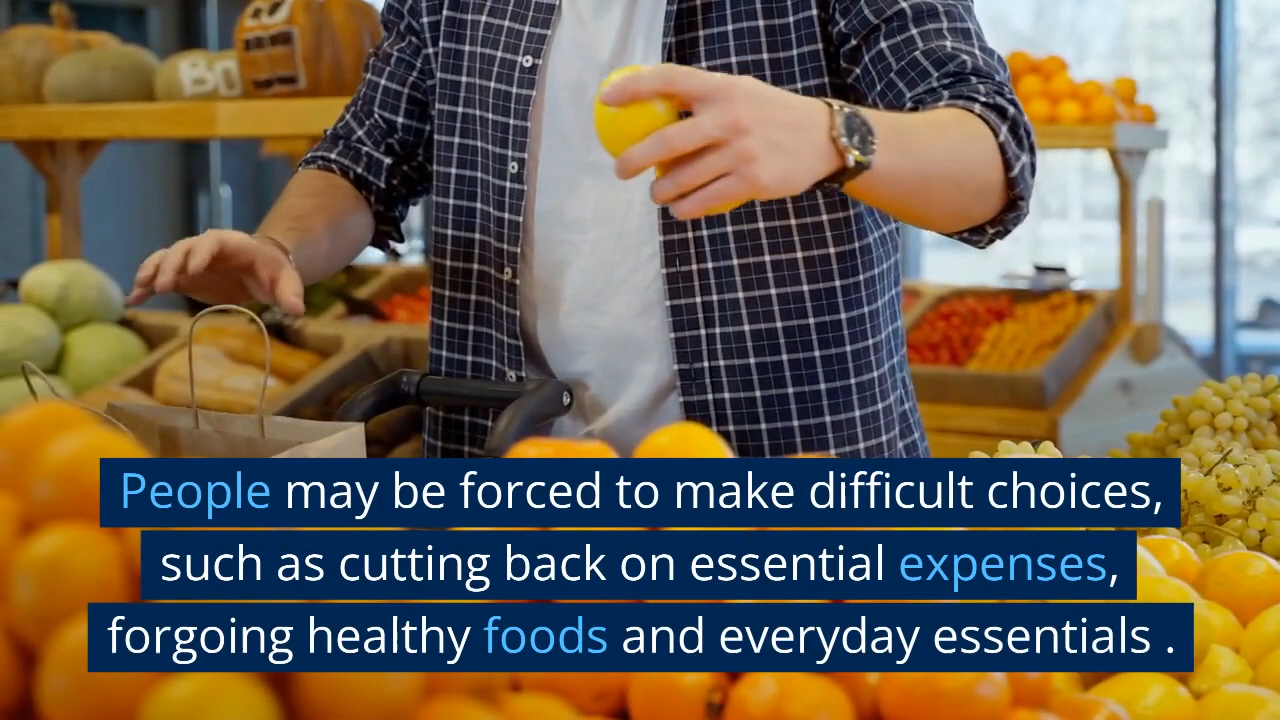 People may be forced to make difficult choices,
such as cutting back on essential expenses,
forgoing healthy foods and everyday essentials .